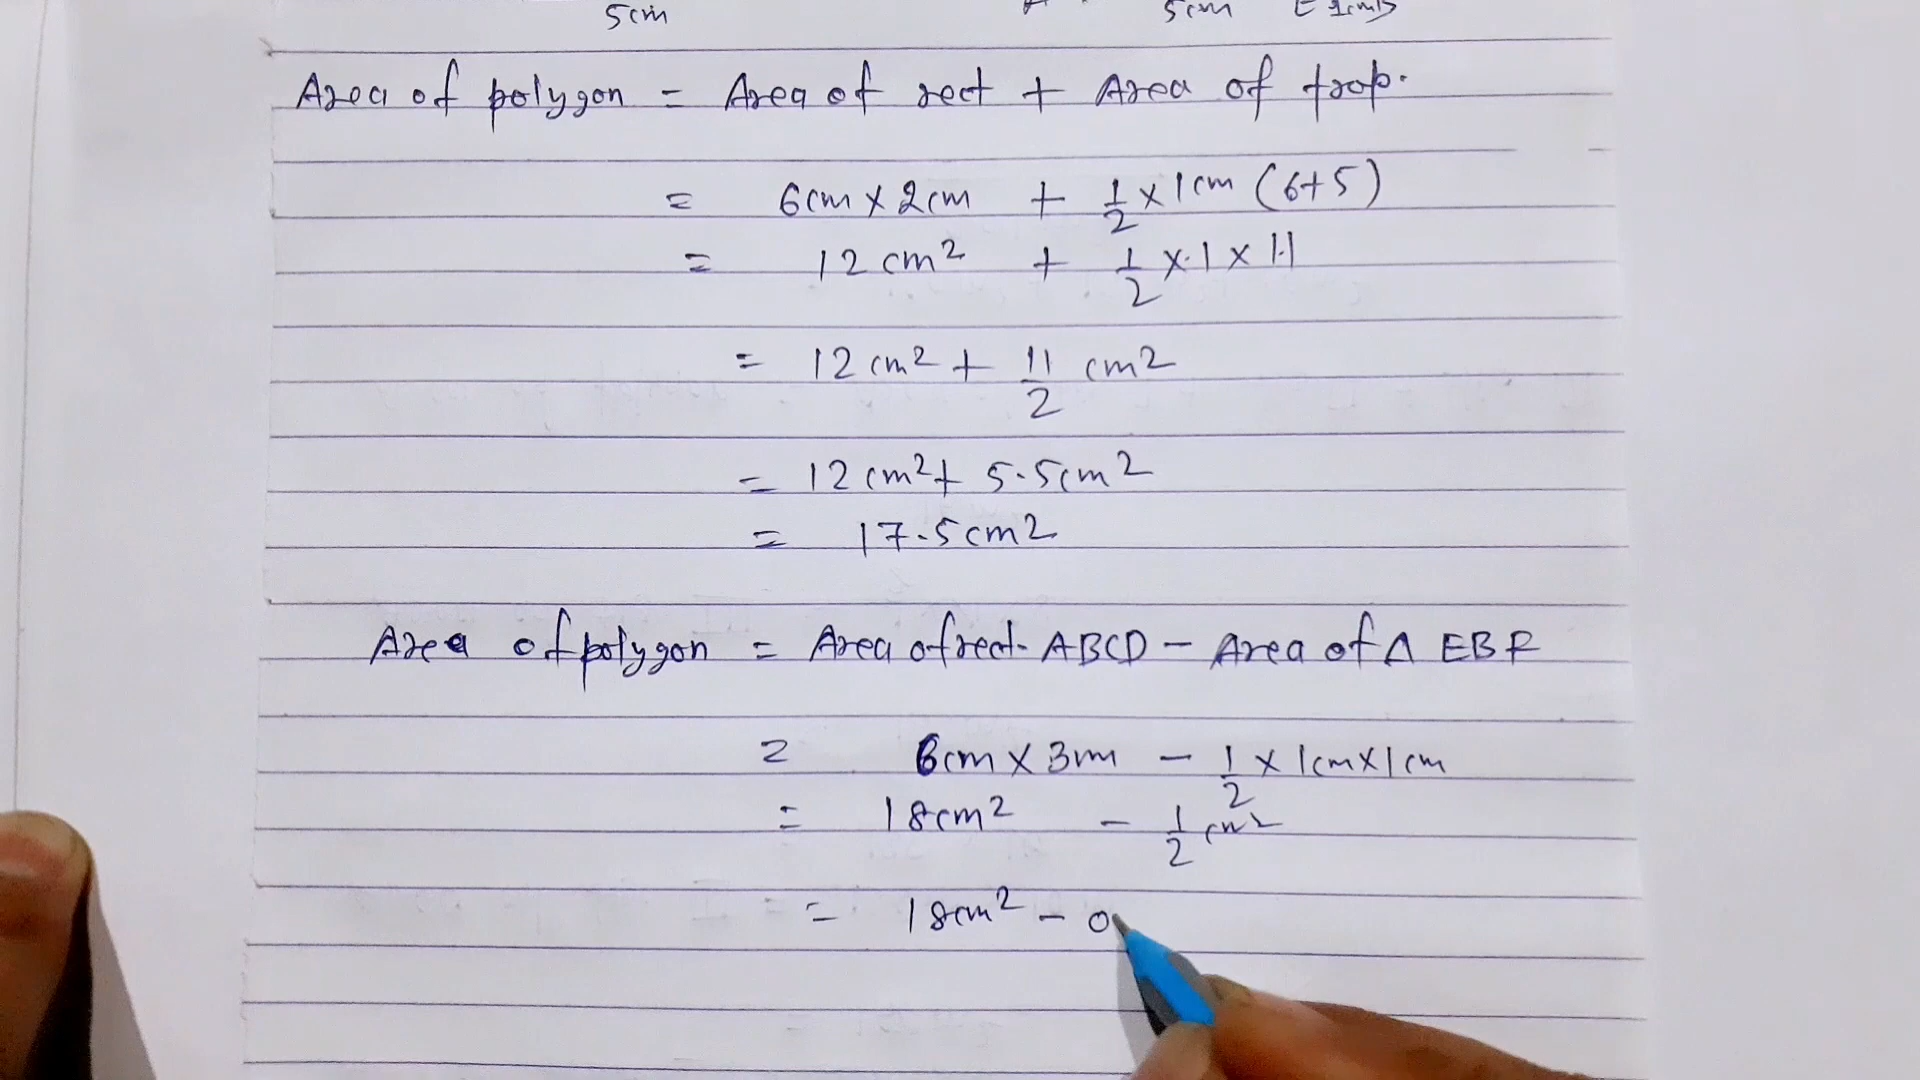 5cm 5cm E 1cm B
Area of polygon = Area of rect + Area of trap.
= 6cm x 2cm + 1/2 x 1cm (6+5)
= 12 cm2 + 1/2 x 1 x 11
= 12 cm2 + 11/2 cm2
= 12 cm2 + 5.5cm2
= 17.5cm2
Area of polygon = Area of rect. ABCD - Area of Δ EBF
= 6cm x 3cm - 1/2 x 1cm x 1cm
= 18cm2 - 1/2 cm2
= 18cm2 - 0